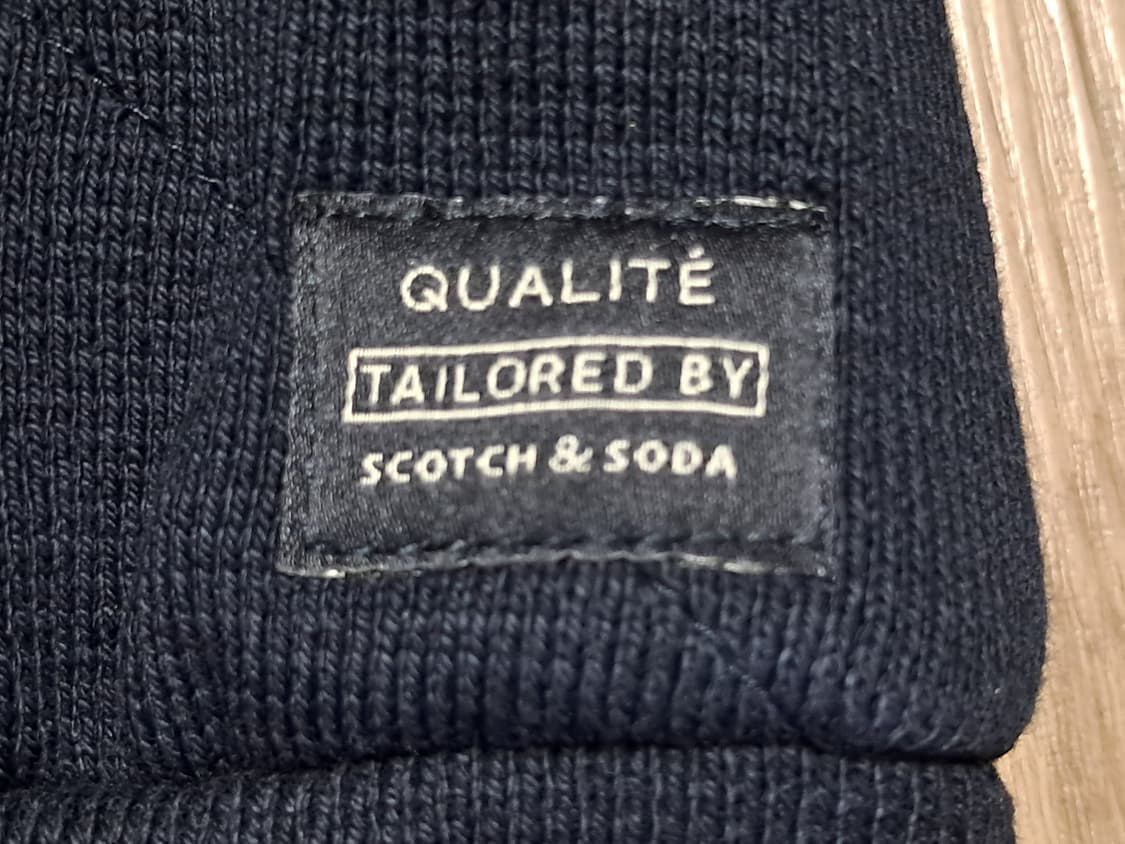 QUALITÉ
TAILORED BY
SCOTCH & SODA